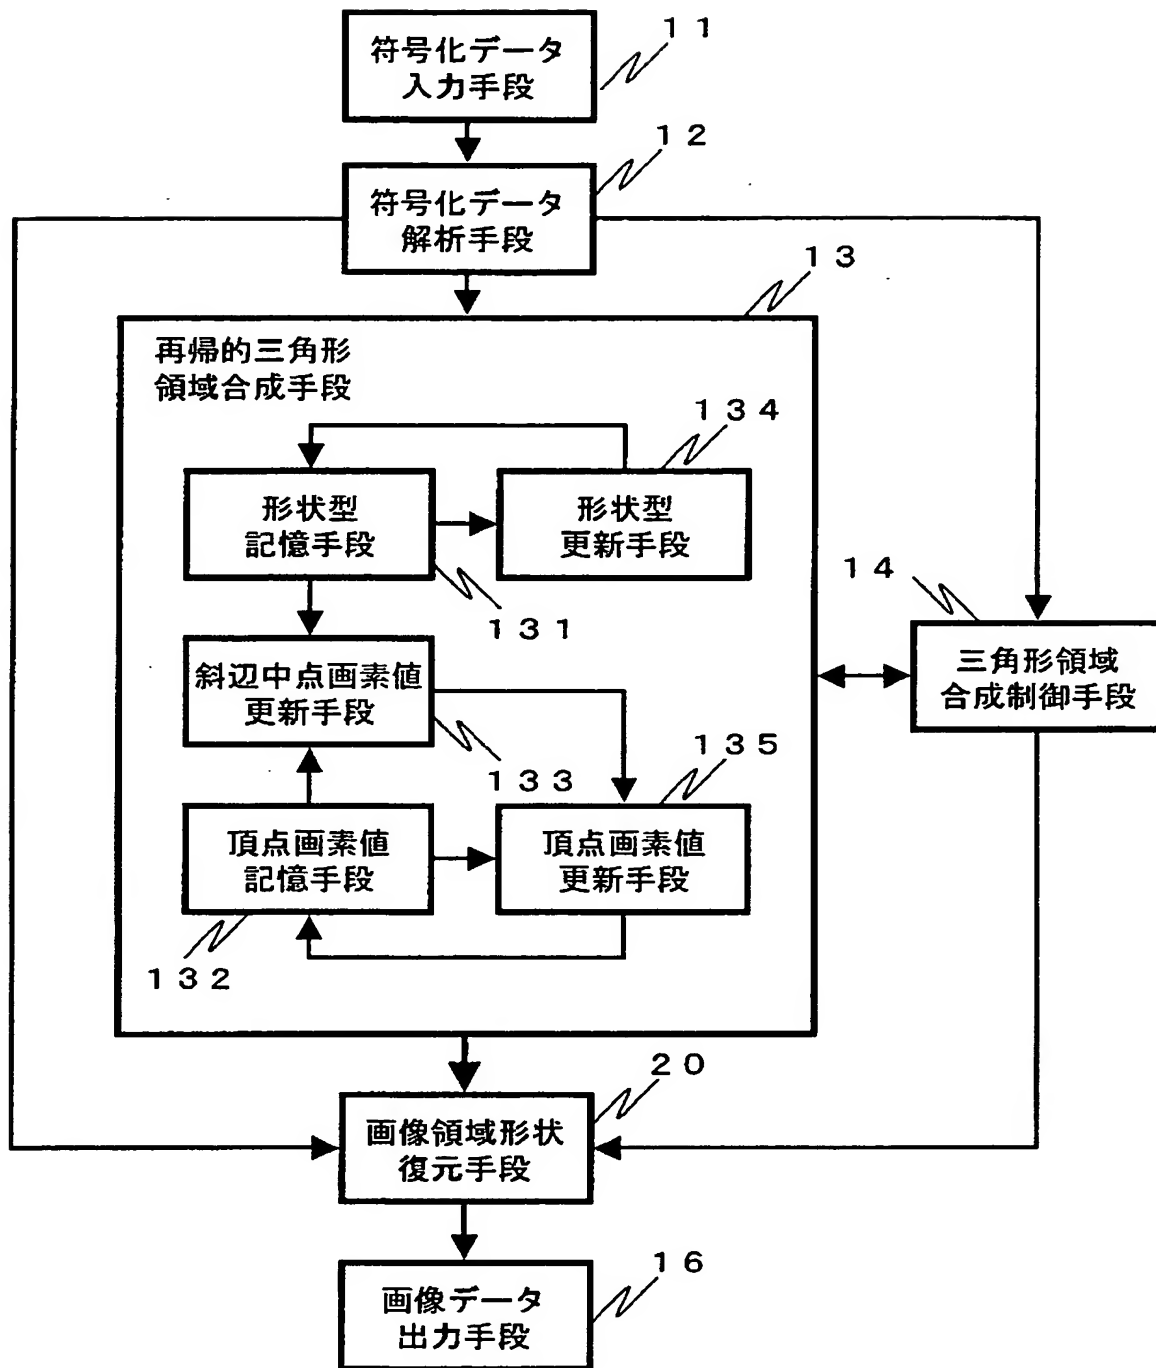 符号化データ
入力手段
11
符号化データ
解析手段
12
13
再帰的三角形
領域合成手段
134
形状型
記憶手段
形状型
更新手段
131
14
三角形領域
合成制御手段
斜辺中点画素値
更新手段
133
135
頂点画素値
記憶手段
頂点画素値
更新手段
132
20
画像領域形状
復元手段
16
画像データ
出力手段